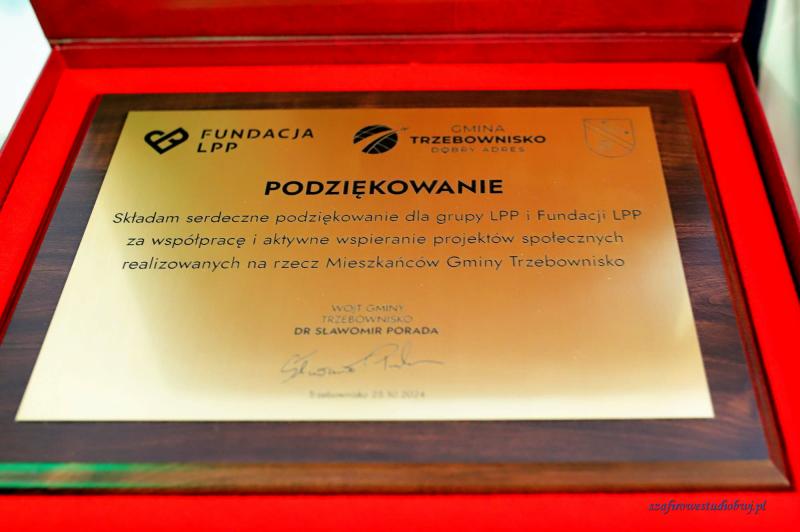 FUNDACJA
LPP
GMINA
TRZEBOWNISKO
DOBRY ADRES
PODZIĘKOWANIE
Składam serdeczne podziękowanie dla grupy LPP i Fundacji LPP
za współpracę i aktywne wspieranie projektów społecznych
realizowanych na rzecz Mieszkańców Gminy Trzebownisko
WÓJT GMINY
TRZEBOWNISKO
DR SŁAWOMIR PORADA
Trzebownisko 23.10.2024
szafirowestudiobwj.pl